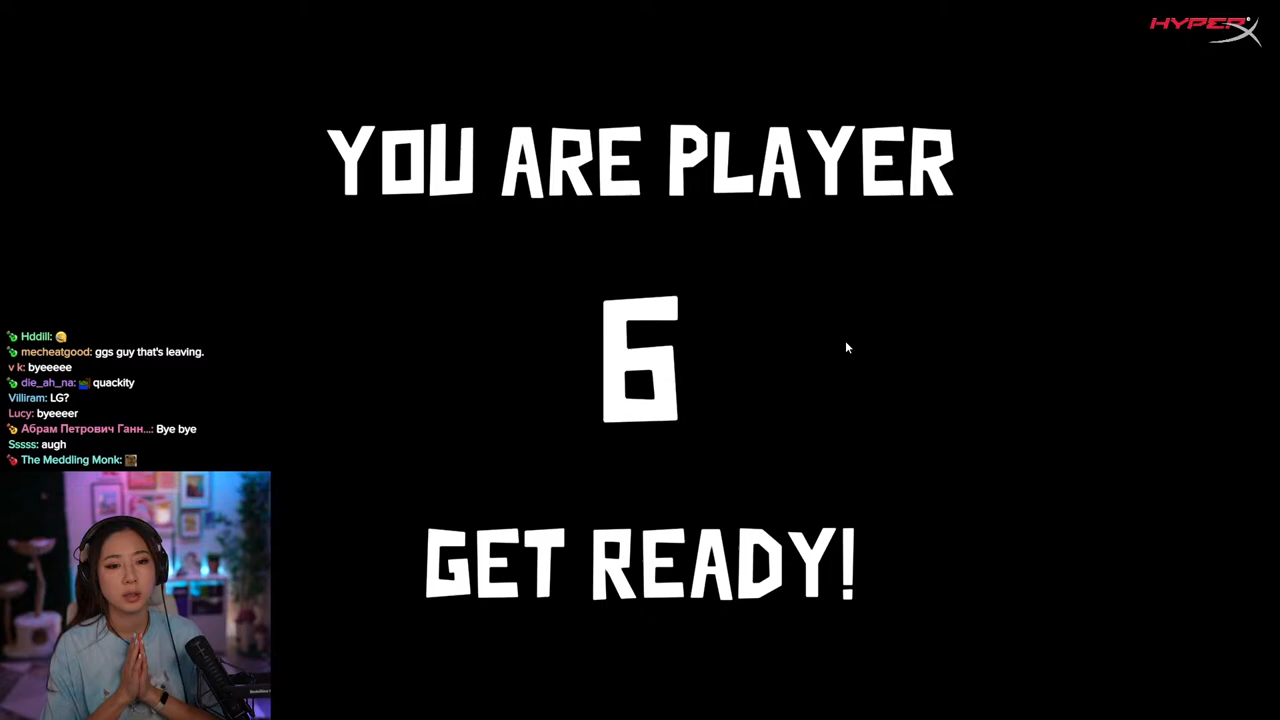 HYPERX
YOU ARE PLAYER
6
GET READY!
Hddill:
mecheatgood: ggs guy that's leaving.
v k: byeeeee
die_ah_na: quackity
Villiram: LG?
Lucy: byeeeer
Абрам Петрович Ганн...: Bye bye
Sssss: augh
The Meddling Monk: